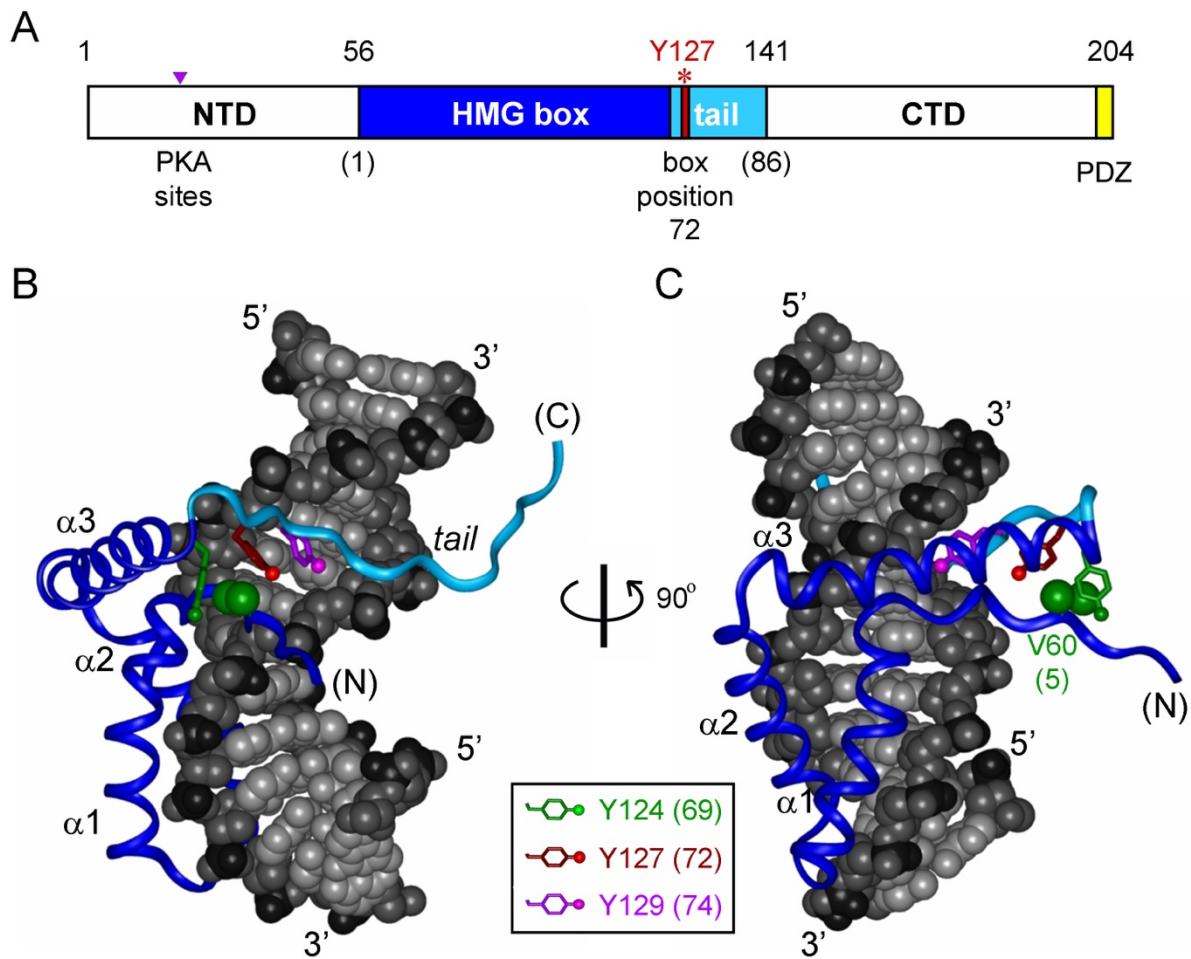 A
1 56 Y127 141 204
*
NTD HMG box tail CTD
PKA sites
(1)
box position 72
(86)
PDZ
B
5’
3’
(C)
α3
tail
α2
(N)
α1
5’
3’
90°
C
5’
3’
α3
V60
(5)
(N)
α2
5’
α1
3’
Y124 (69)
Y127 (72)
Y129 (74)